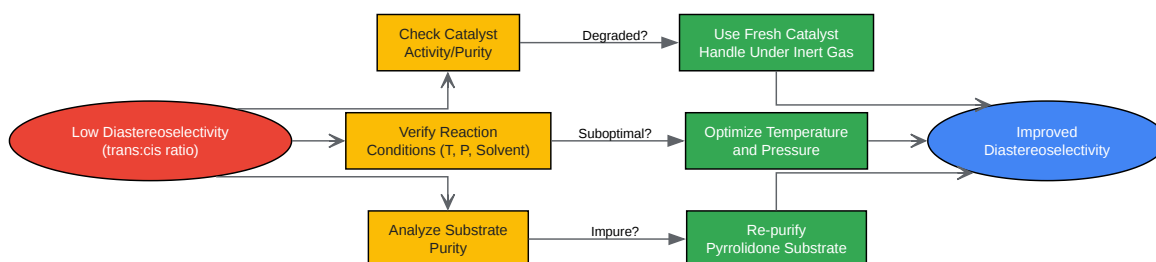 Check Catalyst
Activity/Purity
Degraded?
Use Fresh Catalyst
Handle Under Inert Gas
Low Diastereoselectivity
(trans:cis ratio)
Verify Reaction
Conditions (T, P, Solvent)
Suboptimal?
Optimize Temperature
and Pressure
Improved
Diastereoselectivity
Analyze Substrate
Purity
Impure?
Re-purify
Pyrrolidone Substrate